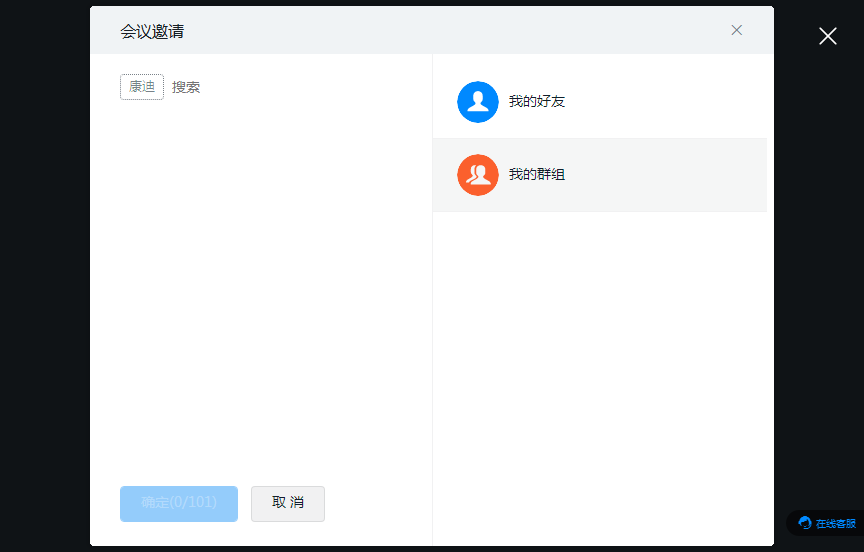 会议邀请
康迪 搜索
我的好友
我的群组
确定(0/101) 取 消
在线客服